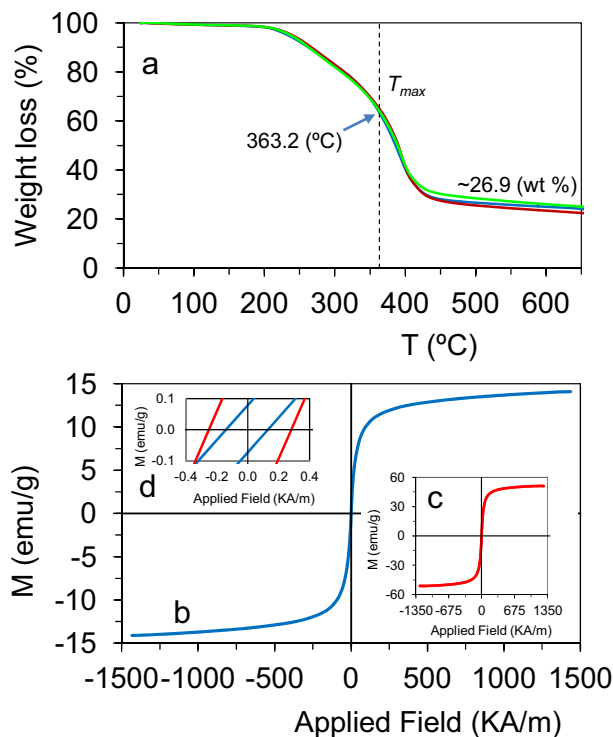 100
80
60
40
20
0
Weight loss (%)
a
T_max
363.2 (ºC)
~26.9 (wt %)
0 100 200 300 400 500 600
T (ºC)
15
10
5
0
-5
-10
-15
M (emu/g)
0.1
0.0
-0.1
M (emu/g)
-0.4 -0.2 0.0 0.2 0.4
Applied Field (KA/m)
d
c
60
30
0
-30
-60
M (emu/g)
-1350 -675 0 675 1350
Applied Field (KA/m)
b
-1500 -1000 -500 0 500 1000 1500
Applied Field (KA/m)